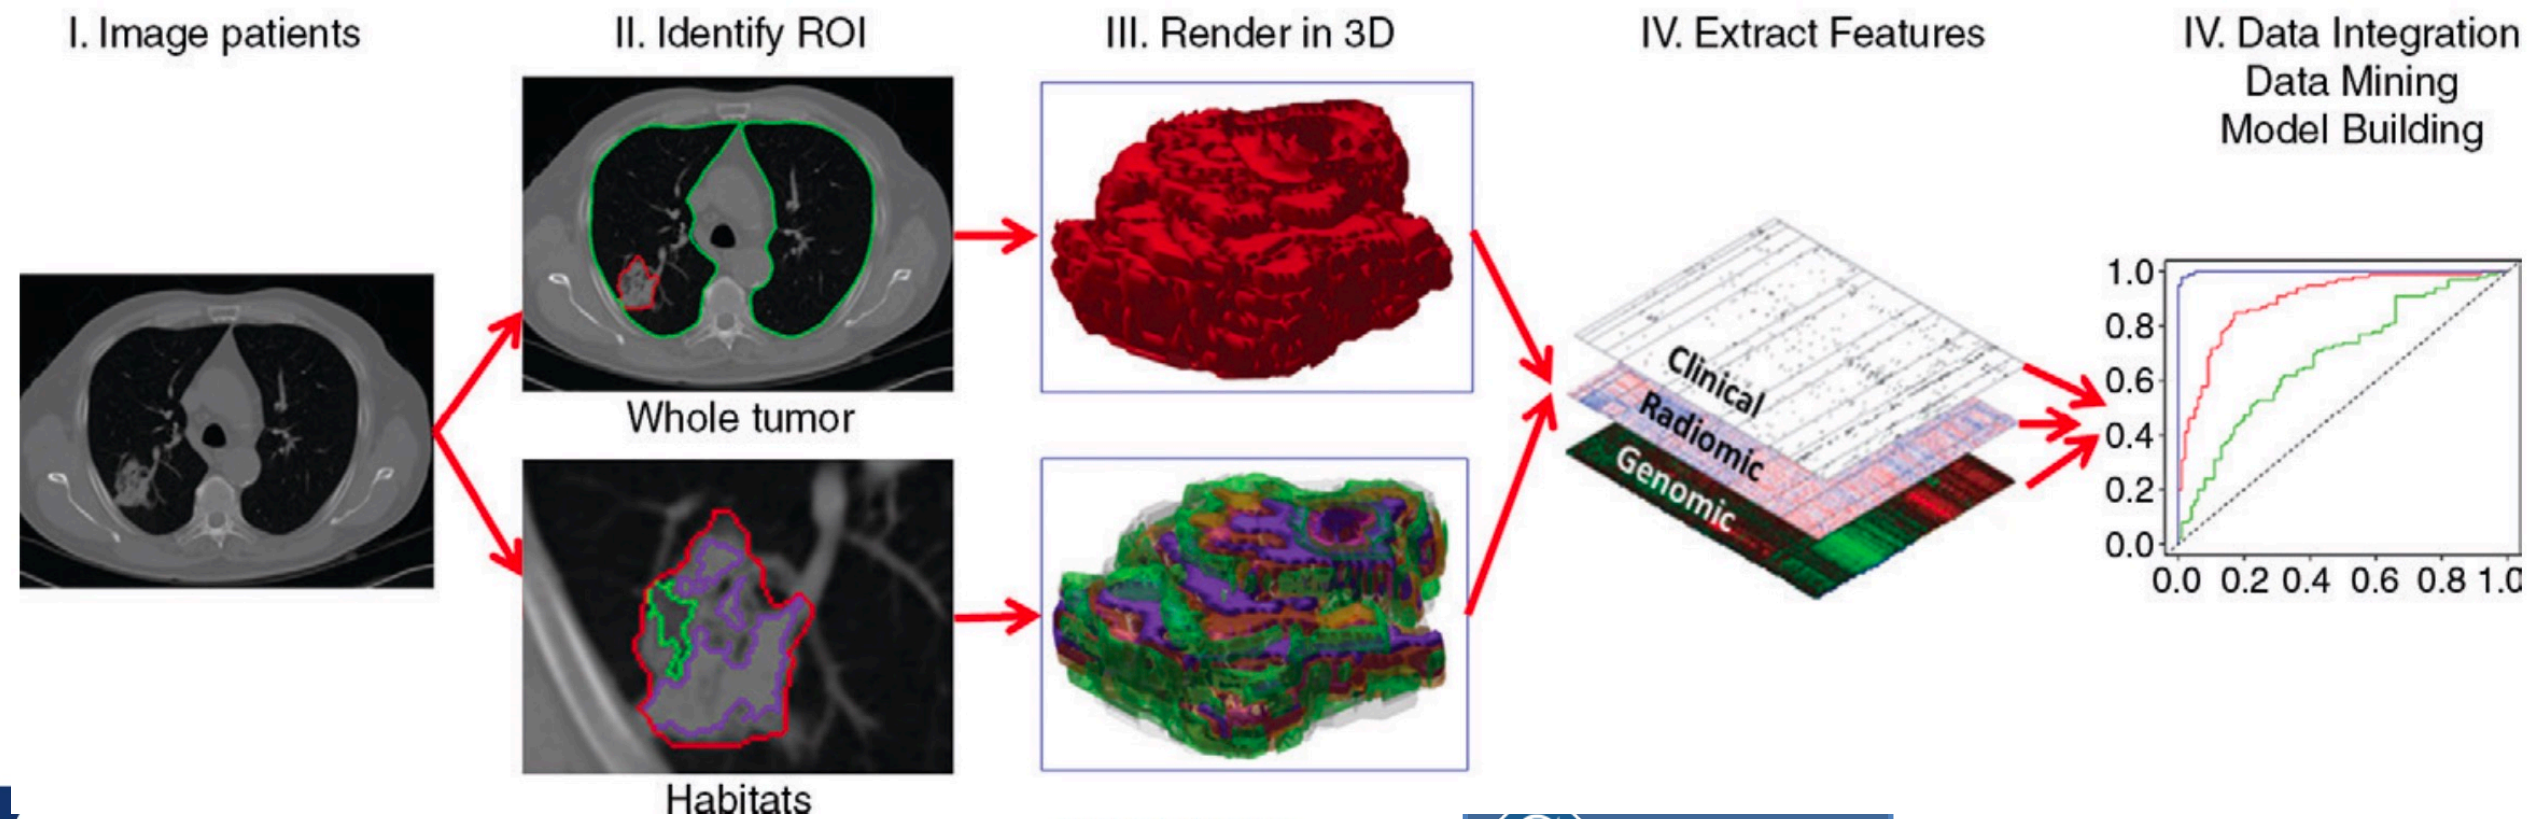 I. Image patients
II. Identify ROI
III. Render in 3D
IV. Extract Features
IV. Data Integration
Data Mining
Model Building
Whole tumor
Habitats
Clinical
Radiomic
Genomic
1.0
0.8
0.6
0.4
0.2
0.0
0.0 0.2 0.4 0.6 0.8 1.0